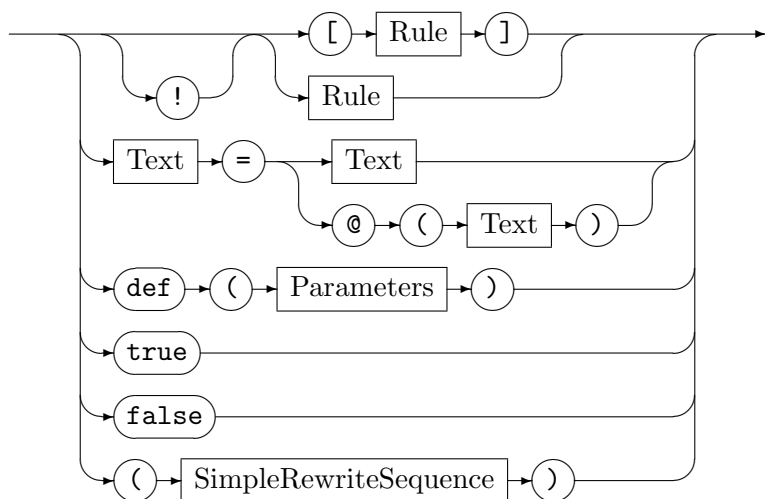 [ Rule ]
! Rule
Text = Text
@ ( Text )
def ( Parameters )
true
false
( SimpleRewriteSequence )